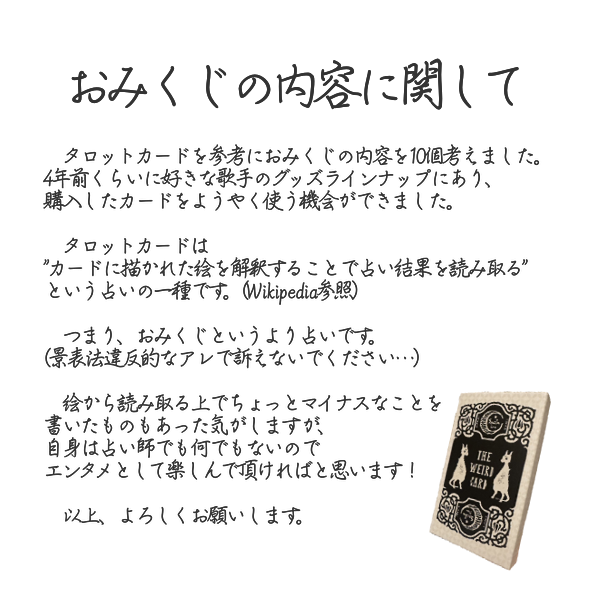 おみくじの内容に関して
タロットカードを参考におみくじの内容を10個考えました。
4年前くらいに好きな歌手のグッズラインナップにあり、
購入したカードをようやく使う機会ができました。
タロットカードは
”カードに描かれた絵を解釈することで占い結果を読み取る”
という占いの一種です。(Wikipedia参照)
つまり、おみくじというより占いです。
(景表法違反的なアレで訴えないでください…)
絵から読み取る上でちょっとマイナスなことを
書いたものもあった気がしますが、
自身は占い師でも何でもないので
エンタメとして楽しんで頂ければと思います！
以上、よろしくお願いします。
THE
WEIRD
CARD